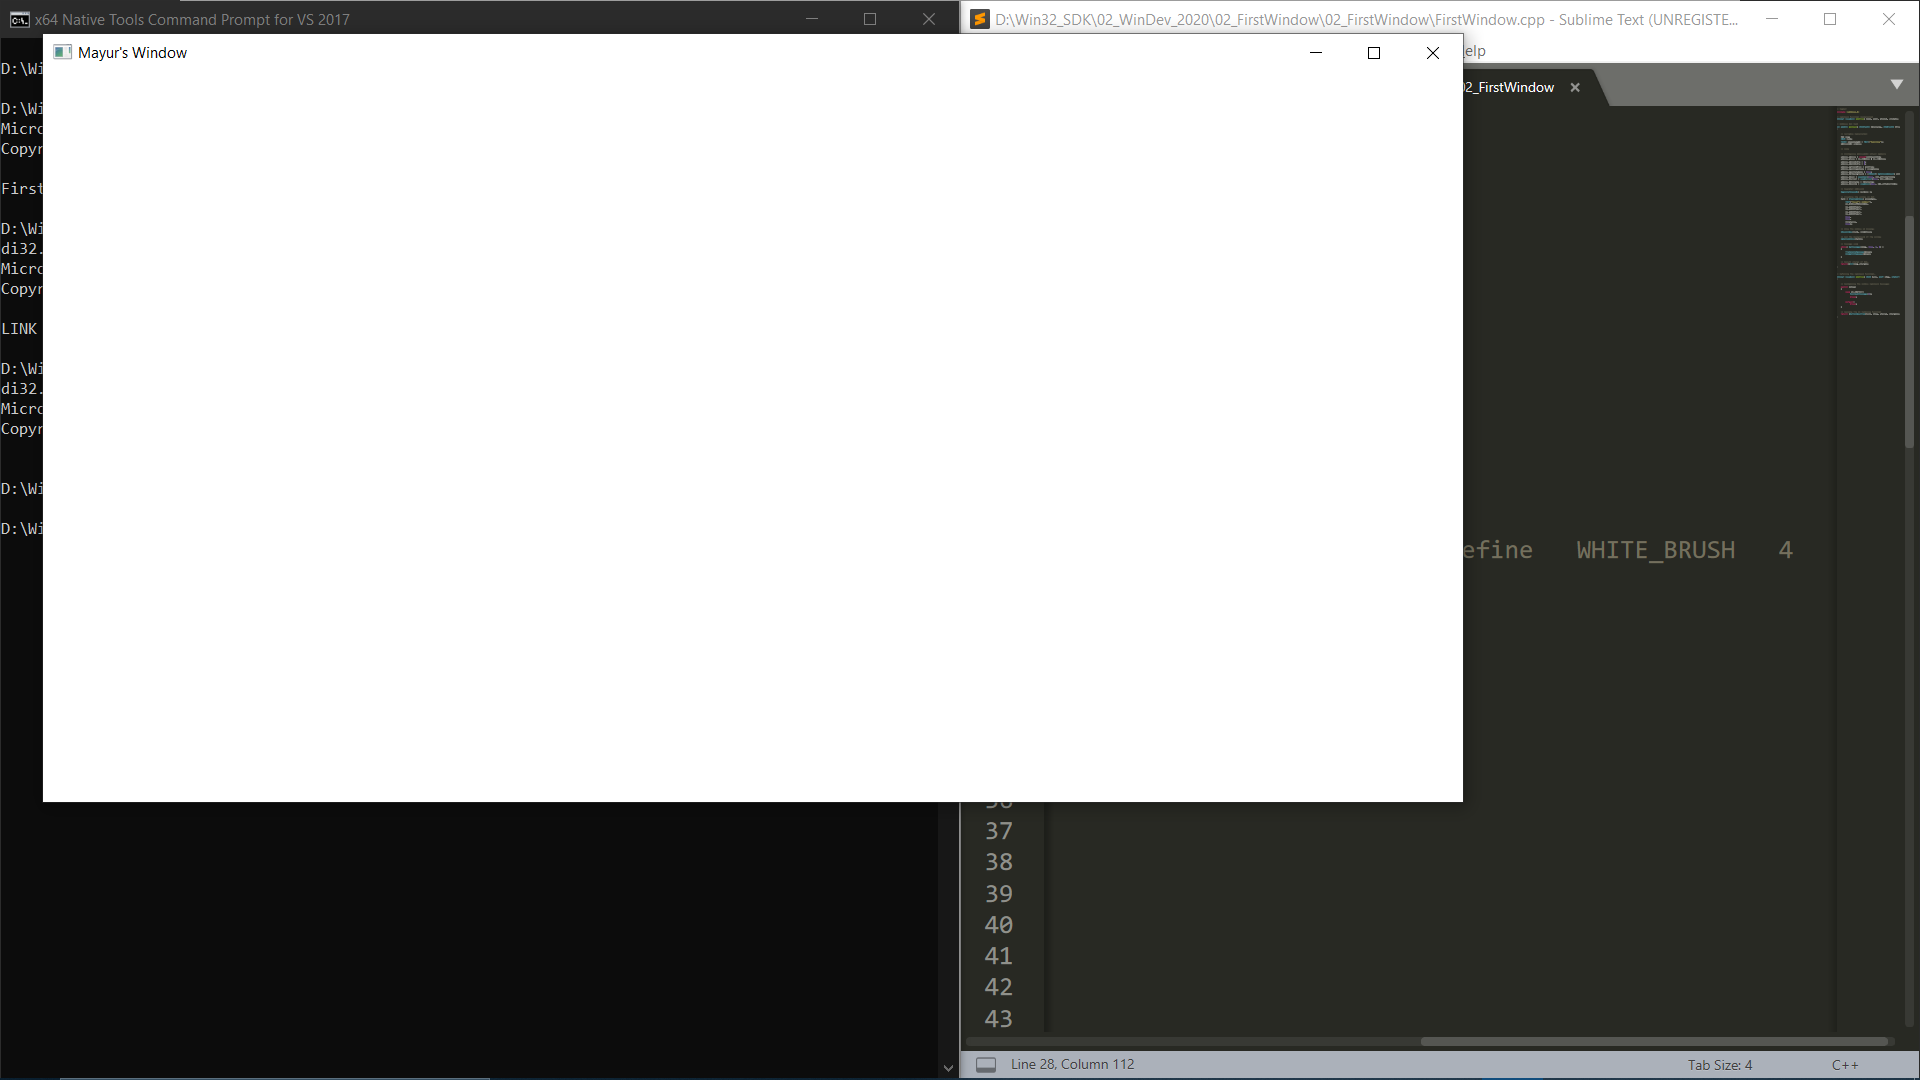 x64 Native Tools Command Prompt for VS 2017
D:\Win32_SDK\02_WinDev_2020\02_FirstWindow\02_FirstWindow\FirstWindow.cpp - Sublime Text (UNREGISTE...
Mayur's Window
elp
02_FirstWindow
D:\Wi
D:\Wi
Micro
Copyr
First
D:\Wi
di32.
Micro
Copyr
LINK
D:\Wi
di32.
Micro
Copyr
D:\Wi
D:\Wi
efine WHITE_BRUSH 4
36
37
38
39
40
41
42
43
Line 28, Column 112
Tab Size: 4
C++